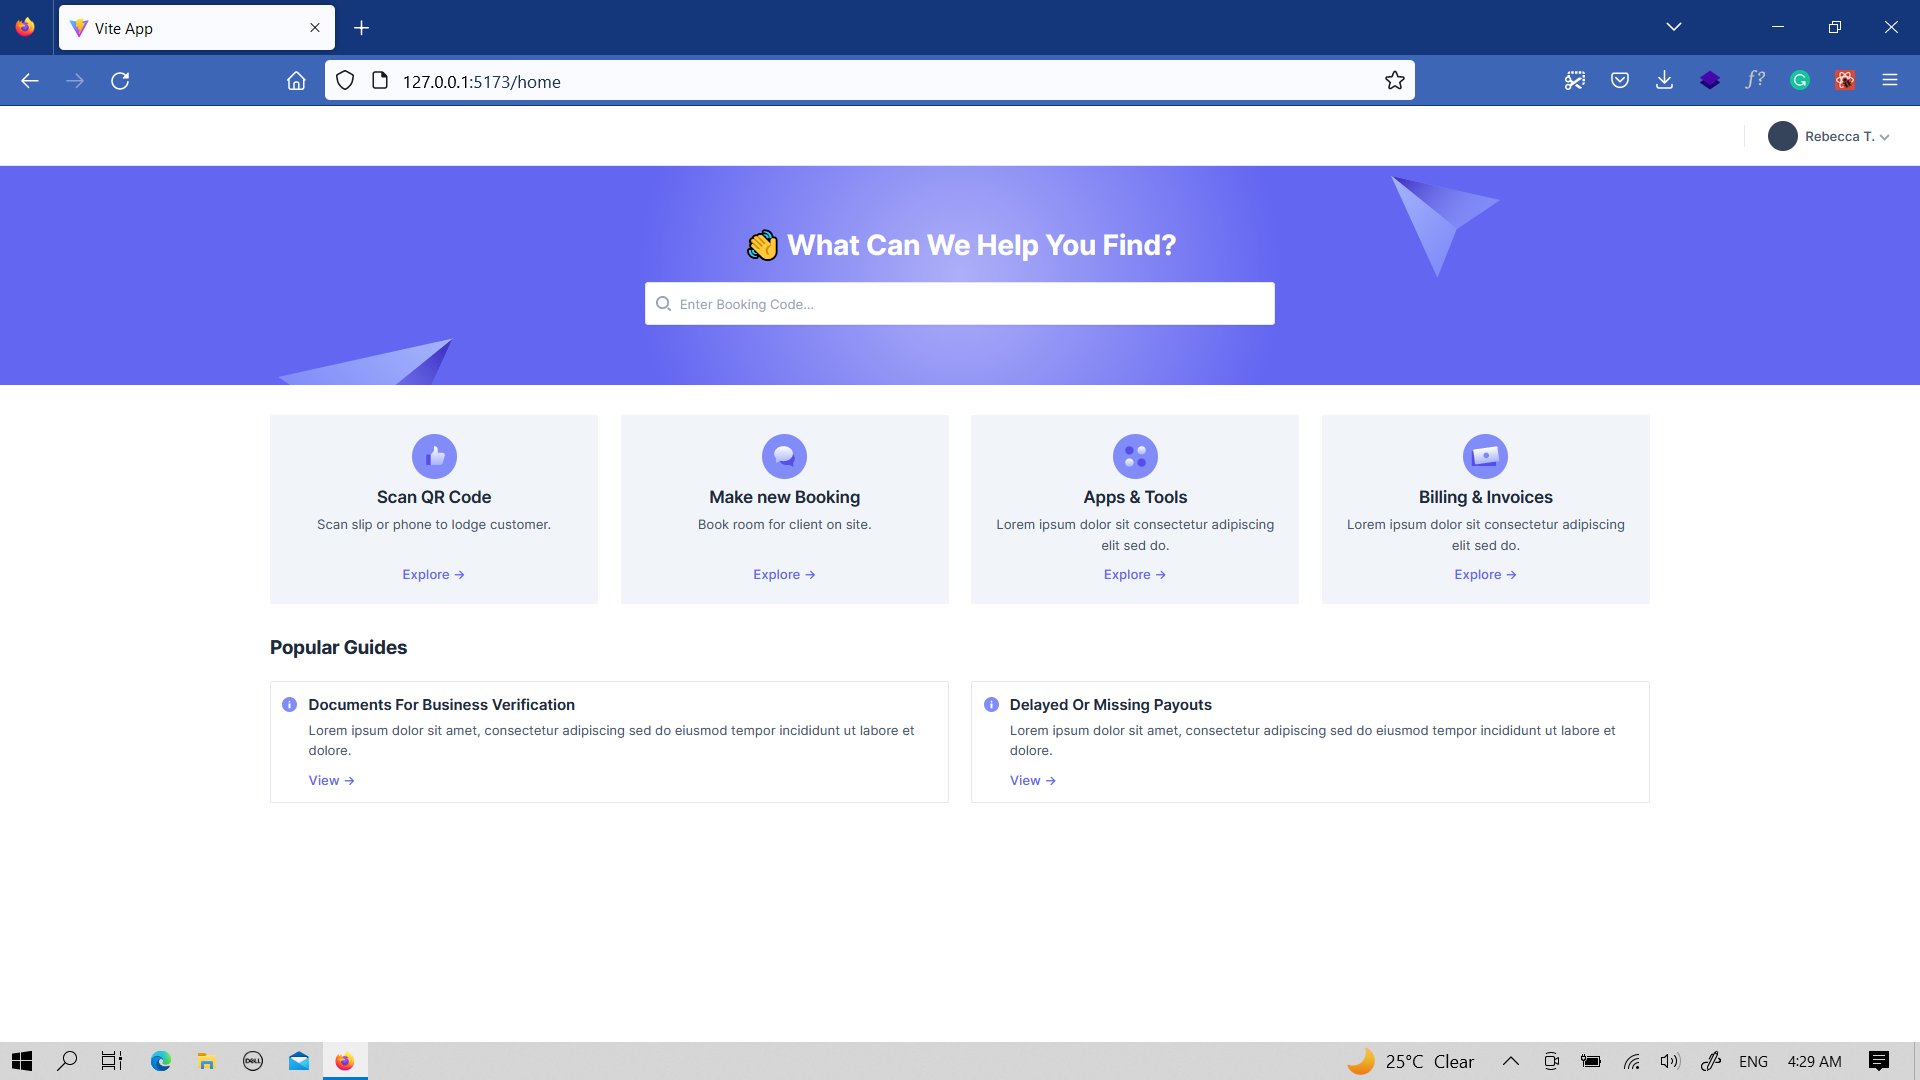 Vite App
127.0.0.1:5173/home
f?
Rebecca T.
👋 What Can We Help You Find?
Enter Booking Code...
Scan QR Code
Scan slip or phone to lodge customer.
Explore ->
Make new Booking
Book room for client on site.
Explore ->
Apps & Tools
Lorem ipsum dolor sit consectetur adipiscing
elit sed do.
Explore ->
Billing & Invoices
Lorem ipsum dolor sit consectetur adipiscing
elit sed do.
Explore ->
Popular Guides
Documents For Business Verification
Lorem ipsum dolor sit amet, consectetur adipiscing sed do eiusmod tempor incididunt ut labore et
dolore.
View ->
Delayed Or Missing Payouts
Lorem ipsum dolor sit amet, consectetur adipiscing sed do eiusmod tempor incididunt ut labore et
dolore.
View ->
DELL
25°C Clear
ENG
4:29 AM